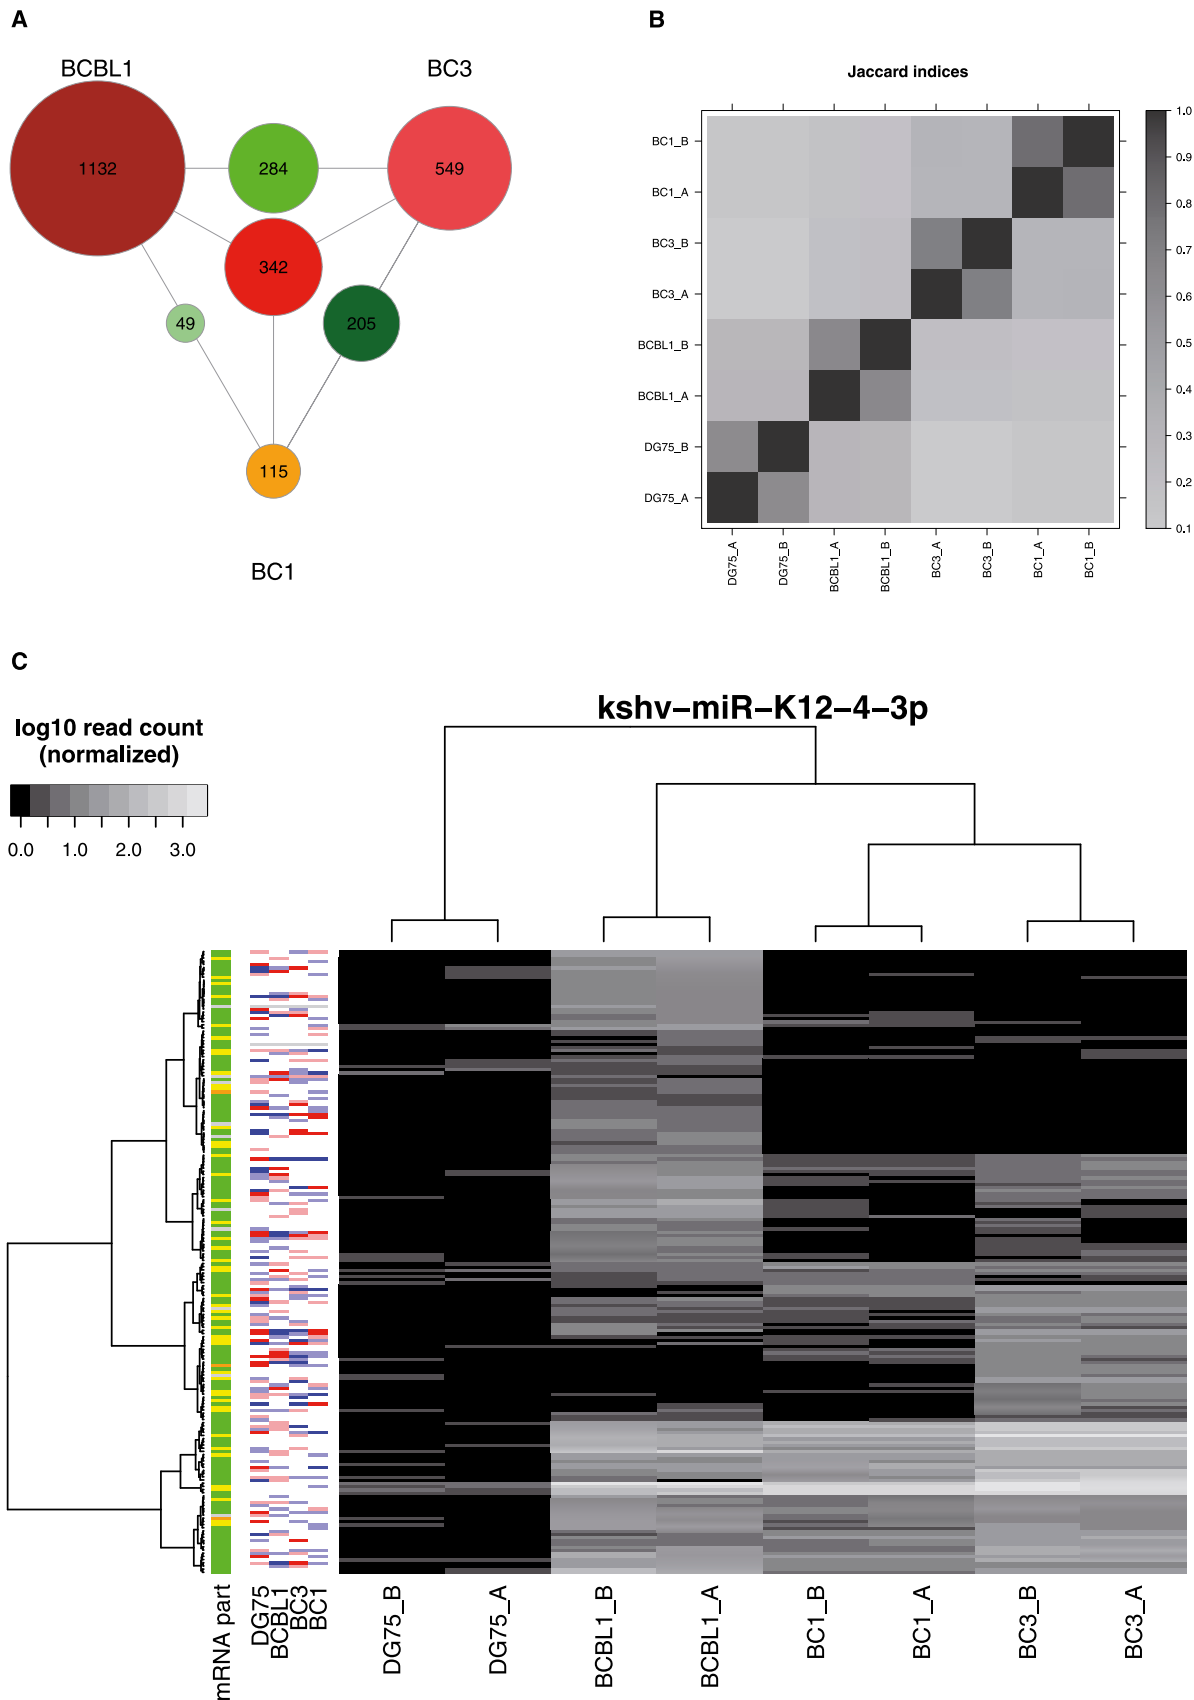 A
BCBL1
BC3
1132
284
549
342
49
205
115
BC1
B
Jaccard indices
BC1_B
BC1_A
BC3_B
BC3_A
BCBL1_B
BCBL1_A
DG75_B
DG75_A
DG75_A
DG75_B
BCBL1_A
BCBL1_B
BC3_A
BC3_B
BC1_A
BC1_B
1.0
0.9
0.8
0.7
0.6
0.5
0.4
0.3
0.2
0.1
C
log10 read count
(normalized)
0.0 1.0 2.0 3.0
kshv−miR−K12−4−3p
mRNA part
DG75
BCBL1
BC3
BC1
DG75_B
DG75_A
BCBL1_B
BCBL1_A
BC1_B
BC1_A
BC3_B
BC3_A